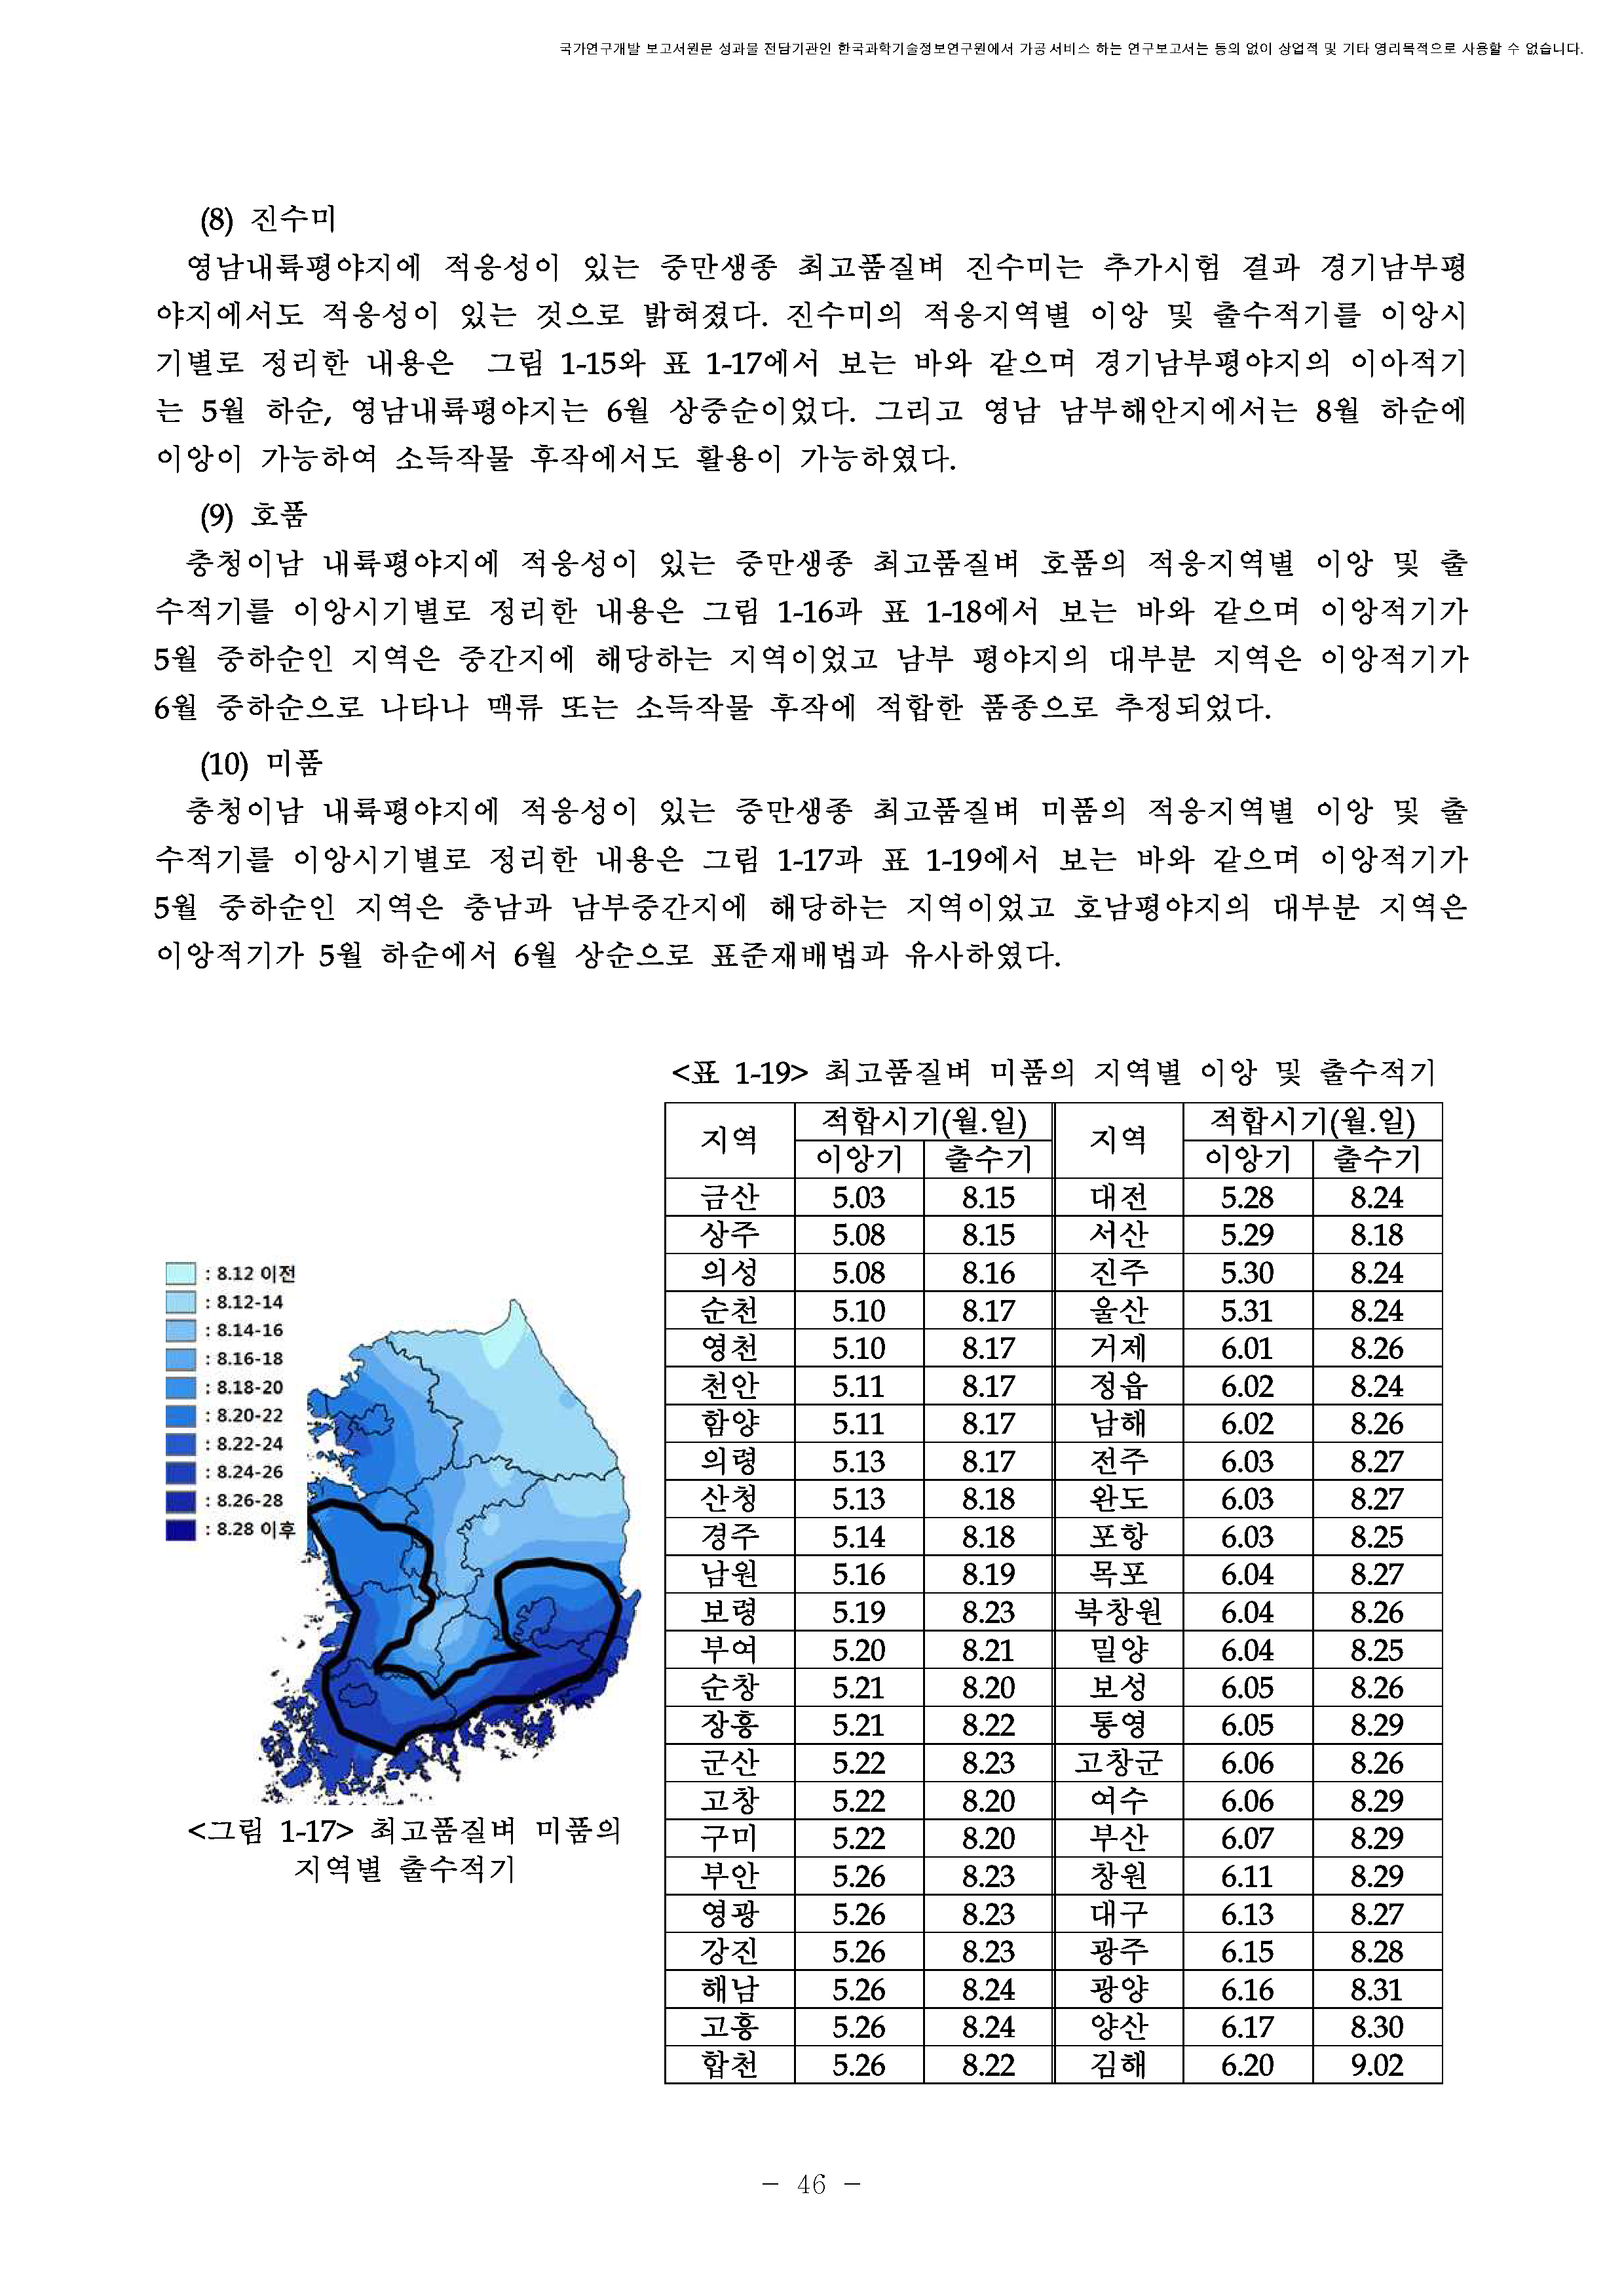 국가연구개발 보고서원문 성과물 전담기관인 한국과학기술정보연구원에서 가공·서비스 하는 연구보고서는 동의 없이 상업적 및 기타 영리목적으로 사용할 수 없습니다.
(8) 진수미
영남내륙평야지에 적응성이 있는 중만생종 최고품질벼 진수미는 추가시험 결과 경기남부평
야지에서도 적응성이 있는 것으로 밝혀졌다. 진수미의 적응지역별 이앙 및 출수적기를 이앙시
기별로 정리한 내용은 그림 1-15와 표 1-17에서 보는 바와 같으며 경기남부평야지의 이아적기
는 5월 하순, 영남내륙평야지는 6월 상중순이었다. 그리고 영남 남부해안지에서는 8월 하순에
이앙이 가능하여 소득작물 후작에서도 활용이 가능하였다.
(9) 호품
충청이남 내륙평야지에 적응성이 있는 중만생종 최고품질벼 호품의 적응지역별 이앙 및 출
수적기를 이앙시기별로 정리한 내용은 그림 1-16과 표 1-18에서 보는 바와 같으며 이앙적기가
5월 중하순인 지역은 중간지에 해당하는 지역이었고 남부 평야지의 대부분 지역은 이앙적기가
6월 중하순으로 나타나 맥류 또는 소득작물 후작에 적합한 품종으로 추정되었다.
(10) 미품
충청이남 내륙평야지에 적응성이 있는 중만생종 최고품질벼 미품의 적응지역별 이앙 및 출
수적기를 이앙시기별로 정리한 내용은 그림 1-17과 표 1-19에서 보는 바와 같으며 이앙적기가
5월 중하순인 지역은 충남과 남부중간지에 해당하는 지역이었고 호남평야지의 대부분 지역은
이앙적기가 5월 하순에서 6월 상순으로 표준재배법과 유사하였다.
: 8.12 이전
: 8.12-14
: 8.14-16
: 8.16-18
: 8.18-20
: 8.20-22
: 8.22-24
: 8.24-26
: 8.26-28
: 8.28 이후
<그림 1-17> 최고품질벼 미품의
지역별 출수적기
<표 1-19> 최고품질벼 미품의 지역별 이앙 및 출수적기
지역 적합시기(월.일) 지역 적합시기(월.일)
이앙기 출수기 이앙기 출수기
금산 5.03 8.15 대전 5.28 8.24
상주 5.08 8.15 서산 5.29 8.18
의성 5.08 8.16 진주 5.30 8.24
순천 5.10 8.17 울산 5.31 8.24
영천 5.10 8.17 거제 6.01 8.26
천안 5.11 8.17 정읍 6.02 8.24
함양 5.11 8.17 남해 6.02 8.26
의령 5.13 8.17 전주 6.03 8.27
산청 5.13 8.18 완도 6.03 8.27
경주 5.14 8.18 포항 6.03 8.25
남원 5.16 8.19 목포 6.04 8.27
보령 5.19 8.23 북창원 6.04 8.26
부여 5.20 8.21 밀양 6.04 8.25
순창 5.21 8.20 보성 6.05 8.26
장흥 5.21 8.22 통영 6.05 8.29
군산 5.22 8.23 고창군 6.06 8.26
고창 5.22 8.20 여수 6.06 8.29
구미 5.22 8.20 부산 6.07 8.29
부안 5.26 8.23 창원 6.11 8.29
영광 5.26 8.23 대구 6.13 8.27
강진 5.26 8.23 광주 6.15 8.28
해남 5.26 8.24 광양 6.16 8.31
고흥 5.26 8.24 양산 6.17 8.30
합천 5.26 8.22 김해 6.20 9.02
- 46 -